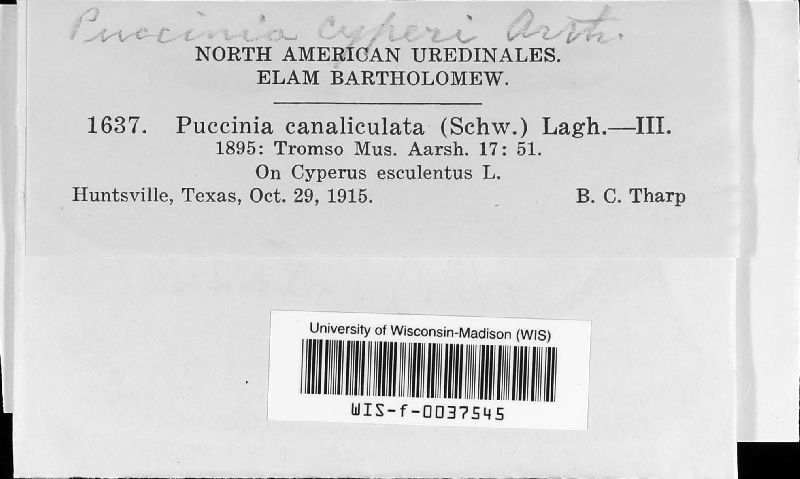 Puccinia Cyperi Arth.
NORTH AMERICAN UREDINALES.
ELAM BARTHOLOMEW.
1637. Puccinia canaliculata (Schw.) Lagh.—III.
1895: Tromso Mus. Aarsh. 17: 51.
On Cyperus esculentus L.
Huntsville, Texas, Oct. 29, 1915. B. C. Tharp
University of Wisconsin-Madison (WIS)
WIS-f-0037545